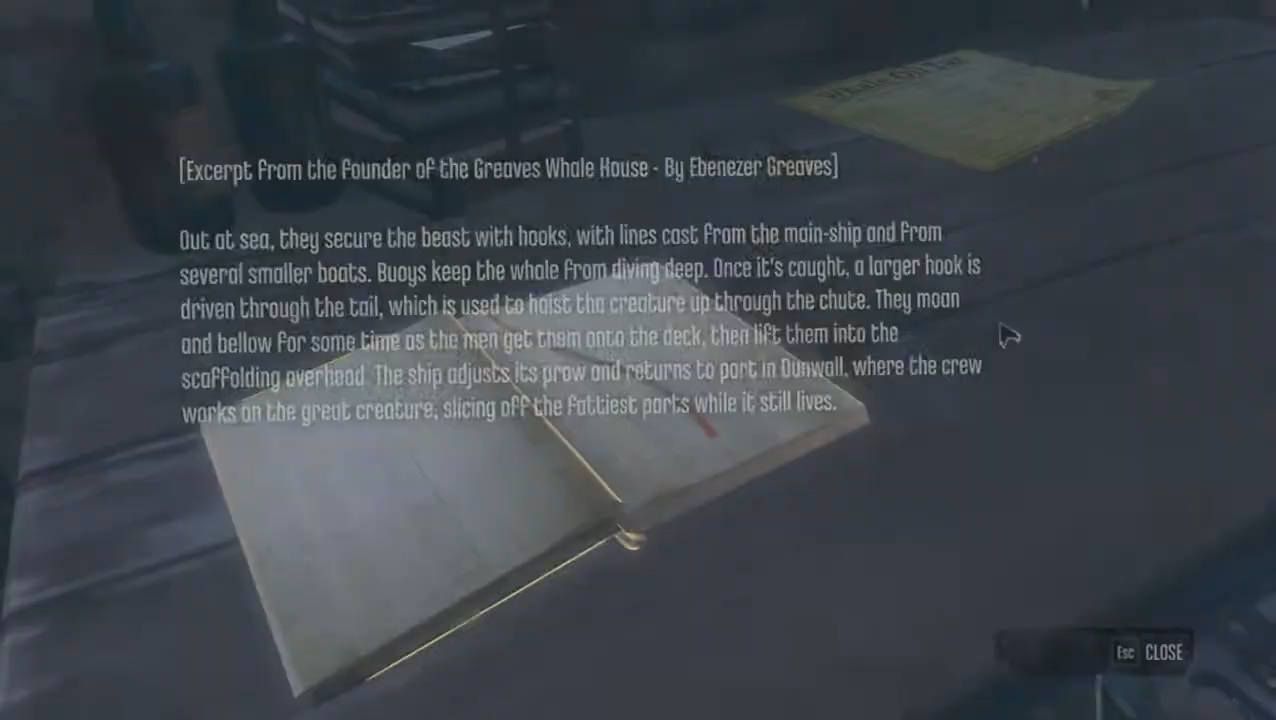 Whale Oil Tax
[Excerpt from the founder of the Greaves Whale House - By Ebenezer Greaves]
Out at sea, they secure the beast with hooks, with lines cast from the main-ship and from
several smaller boats. Buoys keep the whale from diving deep. Once it's caught, a larger hook is
driven through the tail, which is used to hoist the creature up through the chute. They moan
and bellow for some time as the men get them onto the deck, then lift them into the
scaffolding overhead. The ship adjusts its prow and returns to port in Dunwall, where the crew
works on the great creature, slicing off the fattiest parts while it still lives.
Esc CLOSE